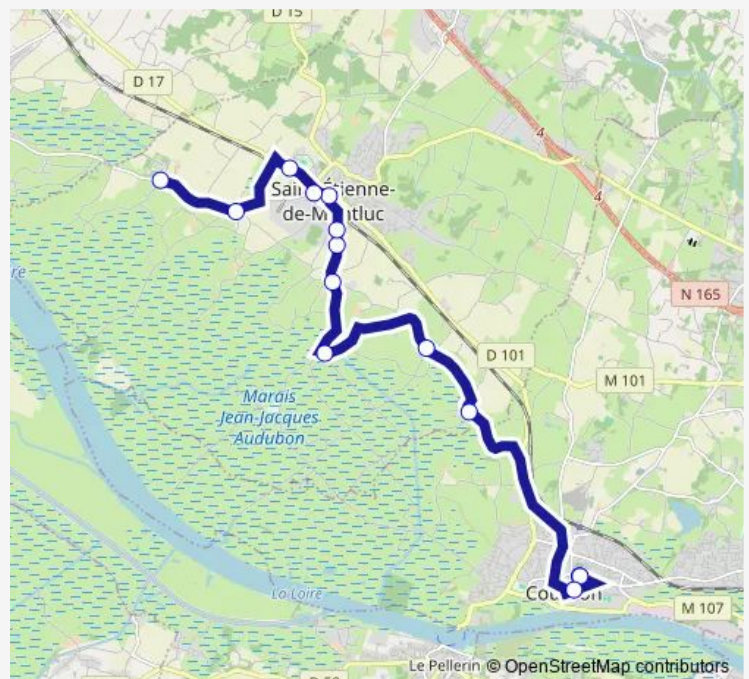 D 15
D 17
4
4
Saint-Étienne-
de-Montluc
N 165
D 101
M 101
Marais
Jean-Jacques
Audubon
La Loire
Couëron
M 107
Le Pellerin © OpenStreetMap contributors